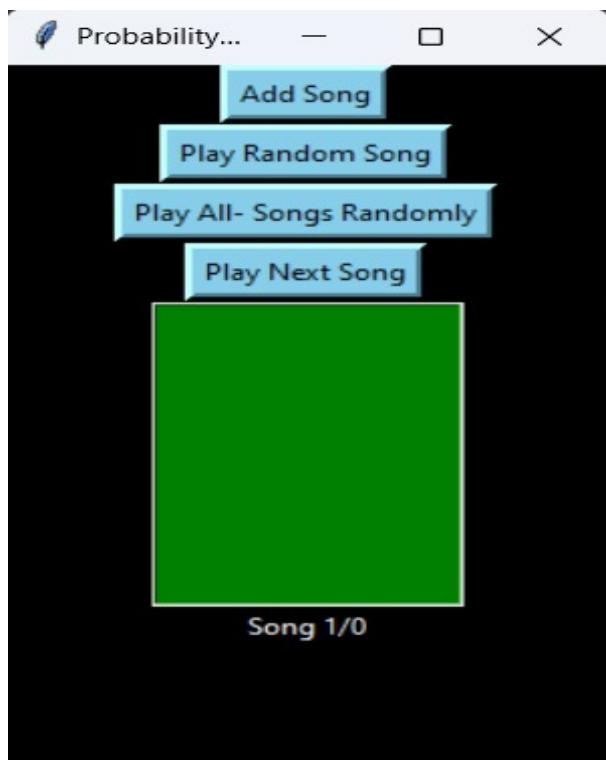 Probability...
Add Song
Play Random Song
Play All- Songs Randomly
Play Next Song
Song 1/0